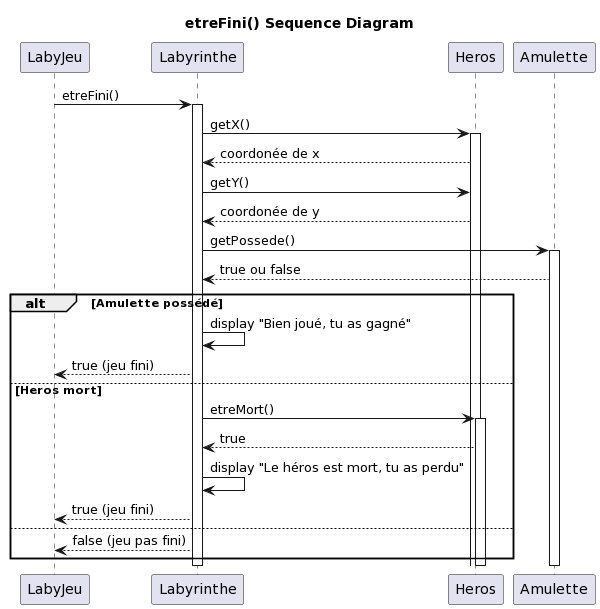 etreFini() Sequence Diagram
LabyJeu Labyrinthe Heros Amulette
etreFini()
getX()
coordonée de x
getY()
coordonée de y
getPossede()
true ou false
alt [Amulette possédé]
display "Bien joué, tu as gagné"
true (jeu fini)
[Heros mort]
etreMort()
true
display "Le héros est mort, tu as perdu"
true (jeu fini)
false (jeu pas fini)
LabyJeu Labyrinthe Heros Amulette